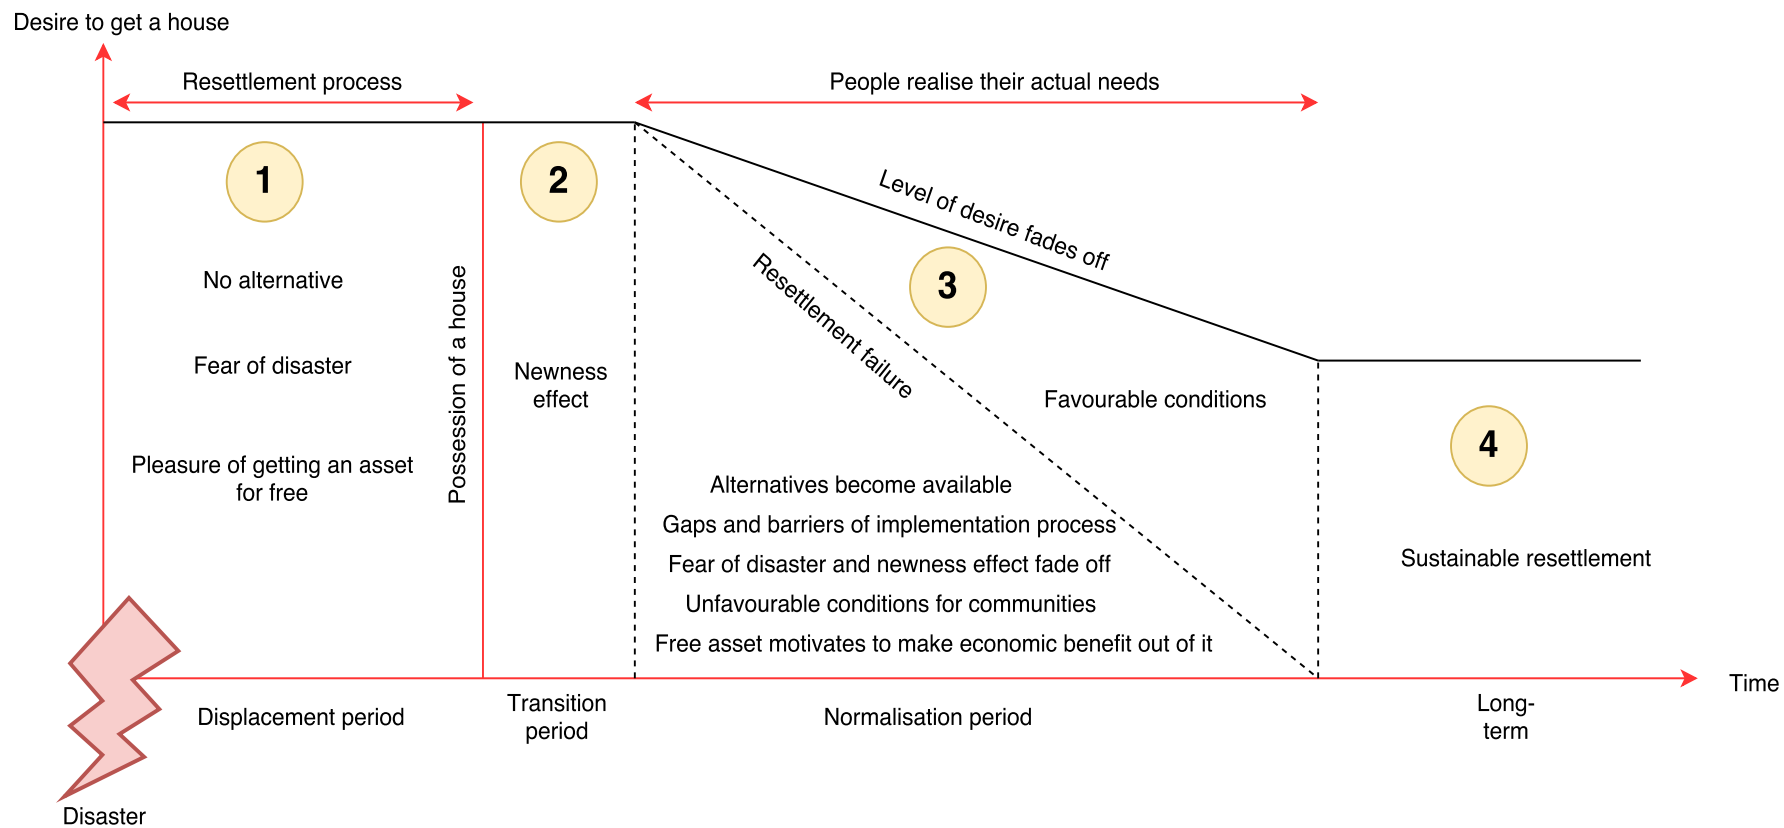 Desire to get a house
Resettlement process
People realise their actual needs
1
2
Level of desire fades off
3
Resettlement failure
No alternative
Possession of a house
Fear of disaster
Newness
effect
Favourable conditions
4
Pleasure of getting an asset
for free
Alternatives become available
Gaps and barriers of implementation process
Fear of disaster and newness effect fade off
Unfavourable conditions for communities
Free asset motivates to make economic benefit out of it
Sustainable resettlement
Time
Displacement period
Transition
period
Normalisation period
Long-
term
Disaster